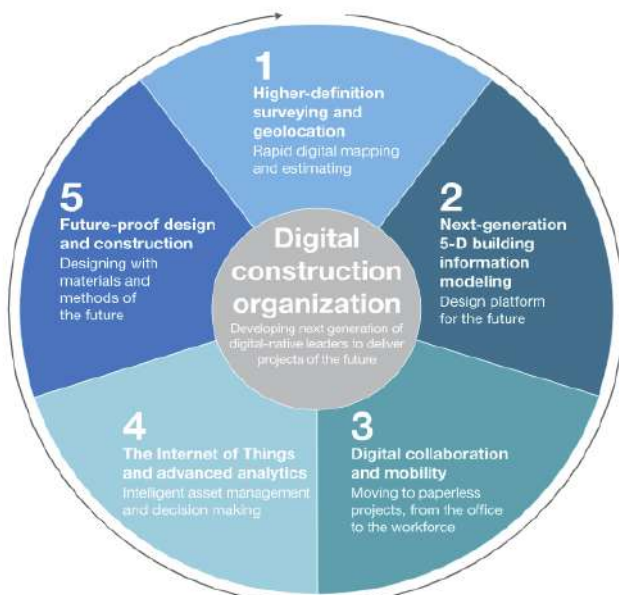 1
Higher-definition
surveying and
geolocation
Rapid digital mapping
and estimating
2
Next-generation
5-D building
information
modeling
Design platform
for the future
3
Digital collaboration
and mobility
Moving to paperless
projects, from the office
to the workforce
4
The Internet of Things
and advanced analytics
Intelligent asset management
and decision making
5
Future-proof design
and construction
Designing with
materials and
methods of
the future
Digital
construction
organization
Developing next generation of
digital-native leaders to deliver
projects of the future